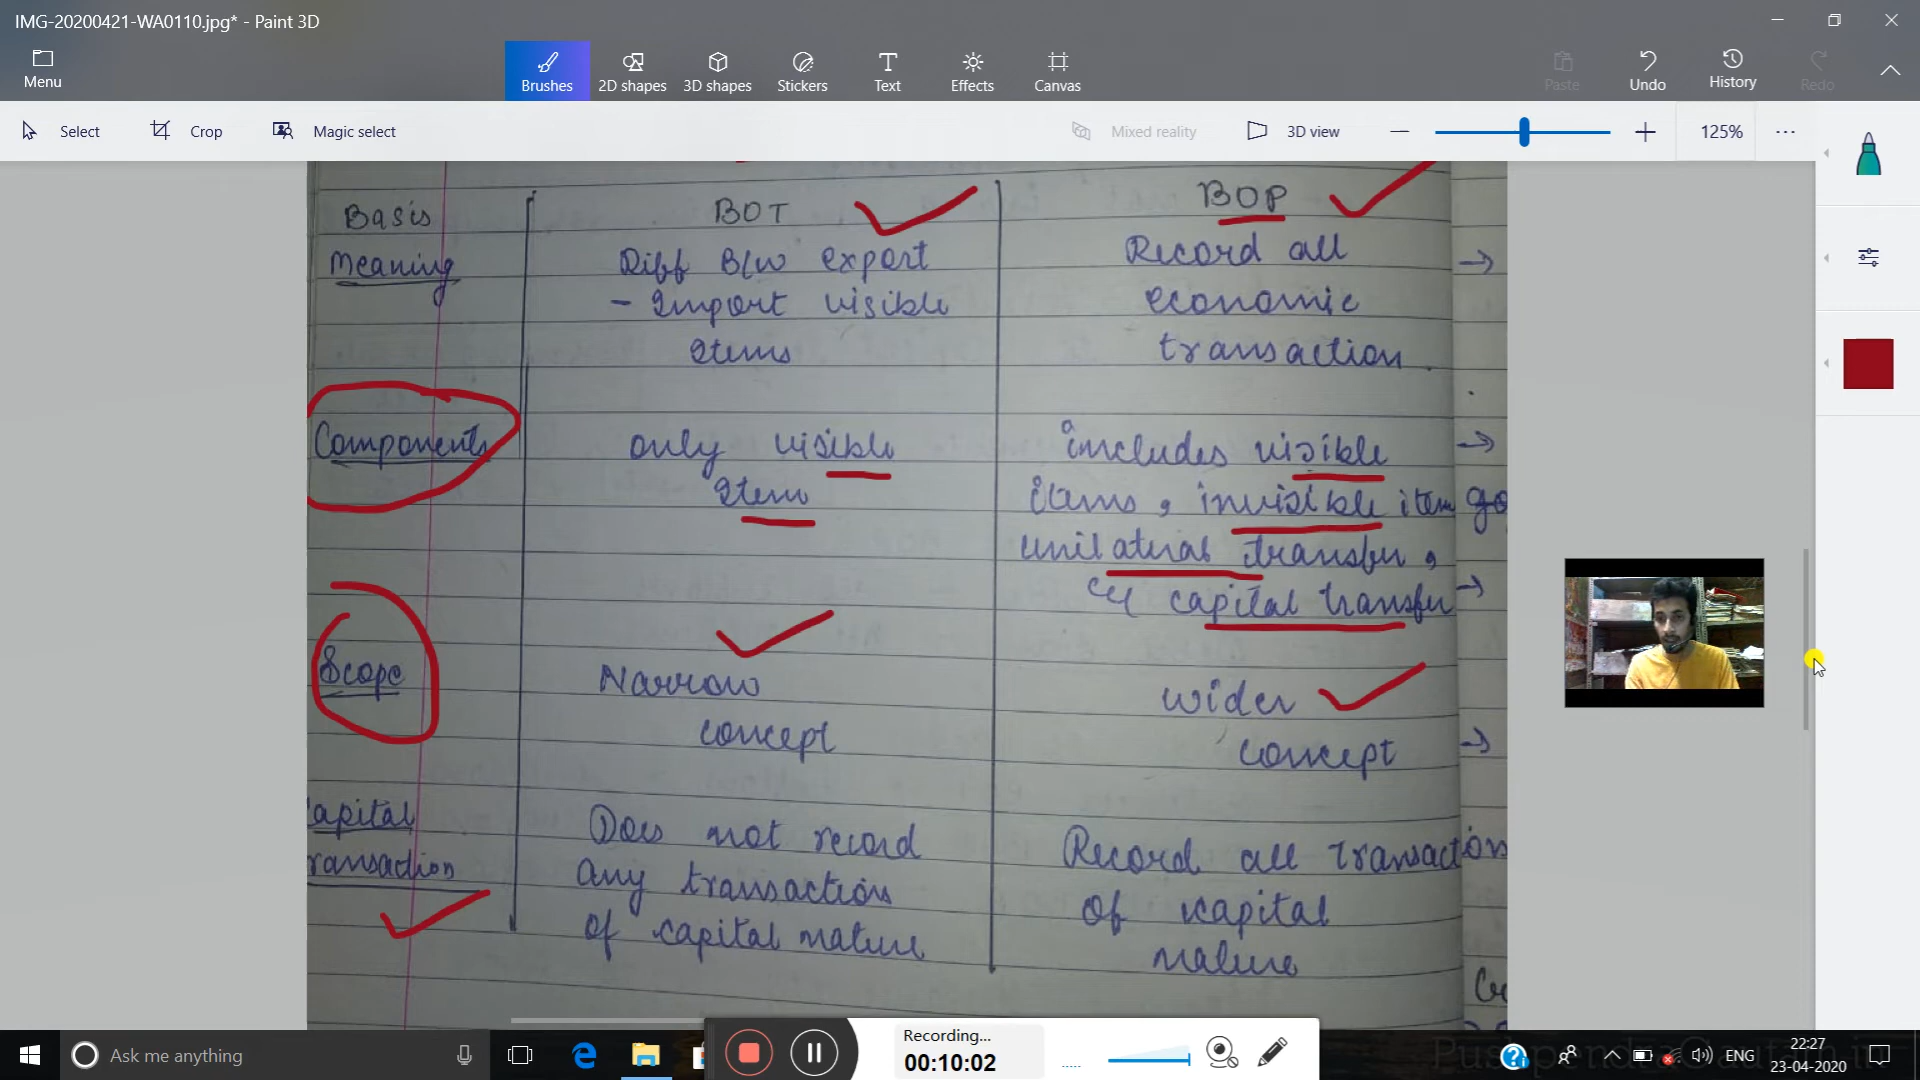 IMG-20200421-WA0110.jpg* - Paint 3D
Menu
Brushes
2D shapes
3D shapes
Stickers
Text
Effects
Canvas
Paste
Undo
History
Redo
Select
Crop
Magic select
Mixed reality
3D view
125%
Basis BOT BOP
Meaning Diff B/w export Record all
- Import visible economic
Items transaction
Components only visible includes visible
Item items, invisible item go
unilateral transfer,
capital transfer
Scope Narrow wider
concept concept
apital Does not record Record all transaction
ransaction any transactions of capital
of capital nature nature
Recording...
00:10:02
Ask me anything
ENG
22:27
23-04-2020